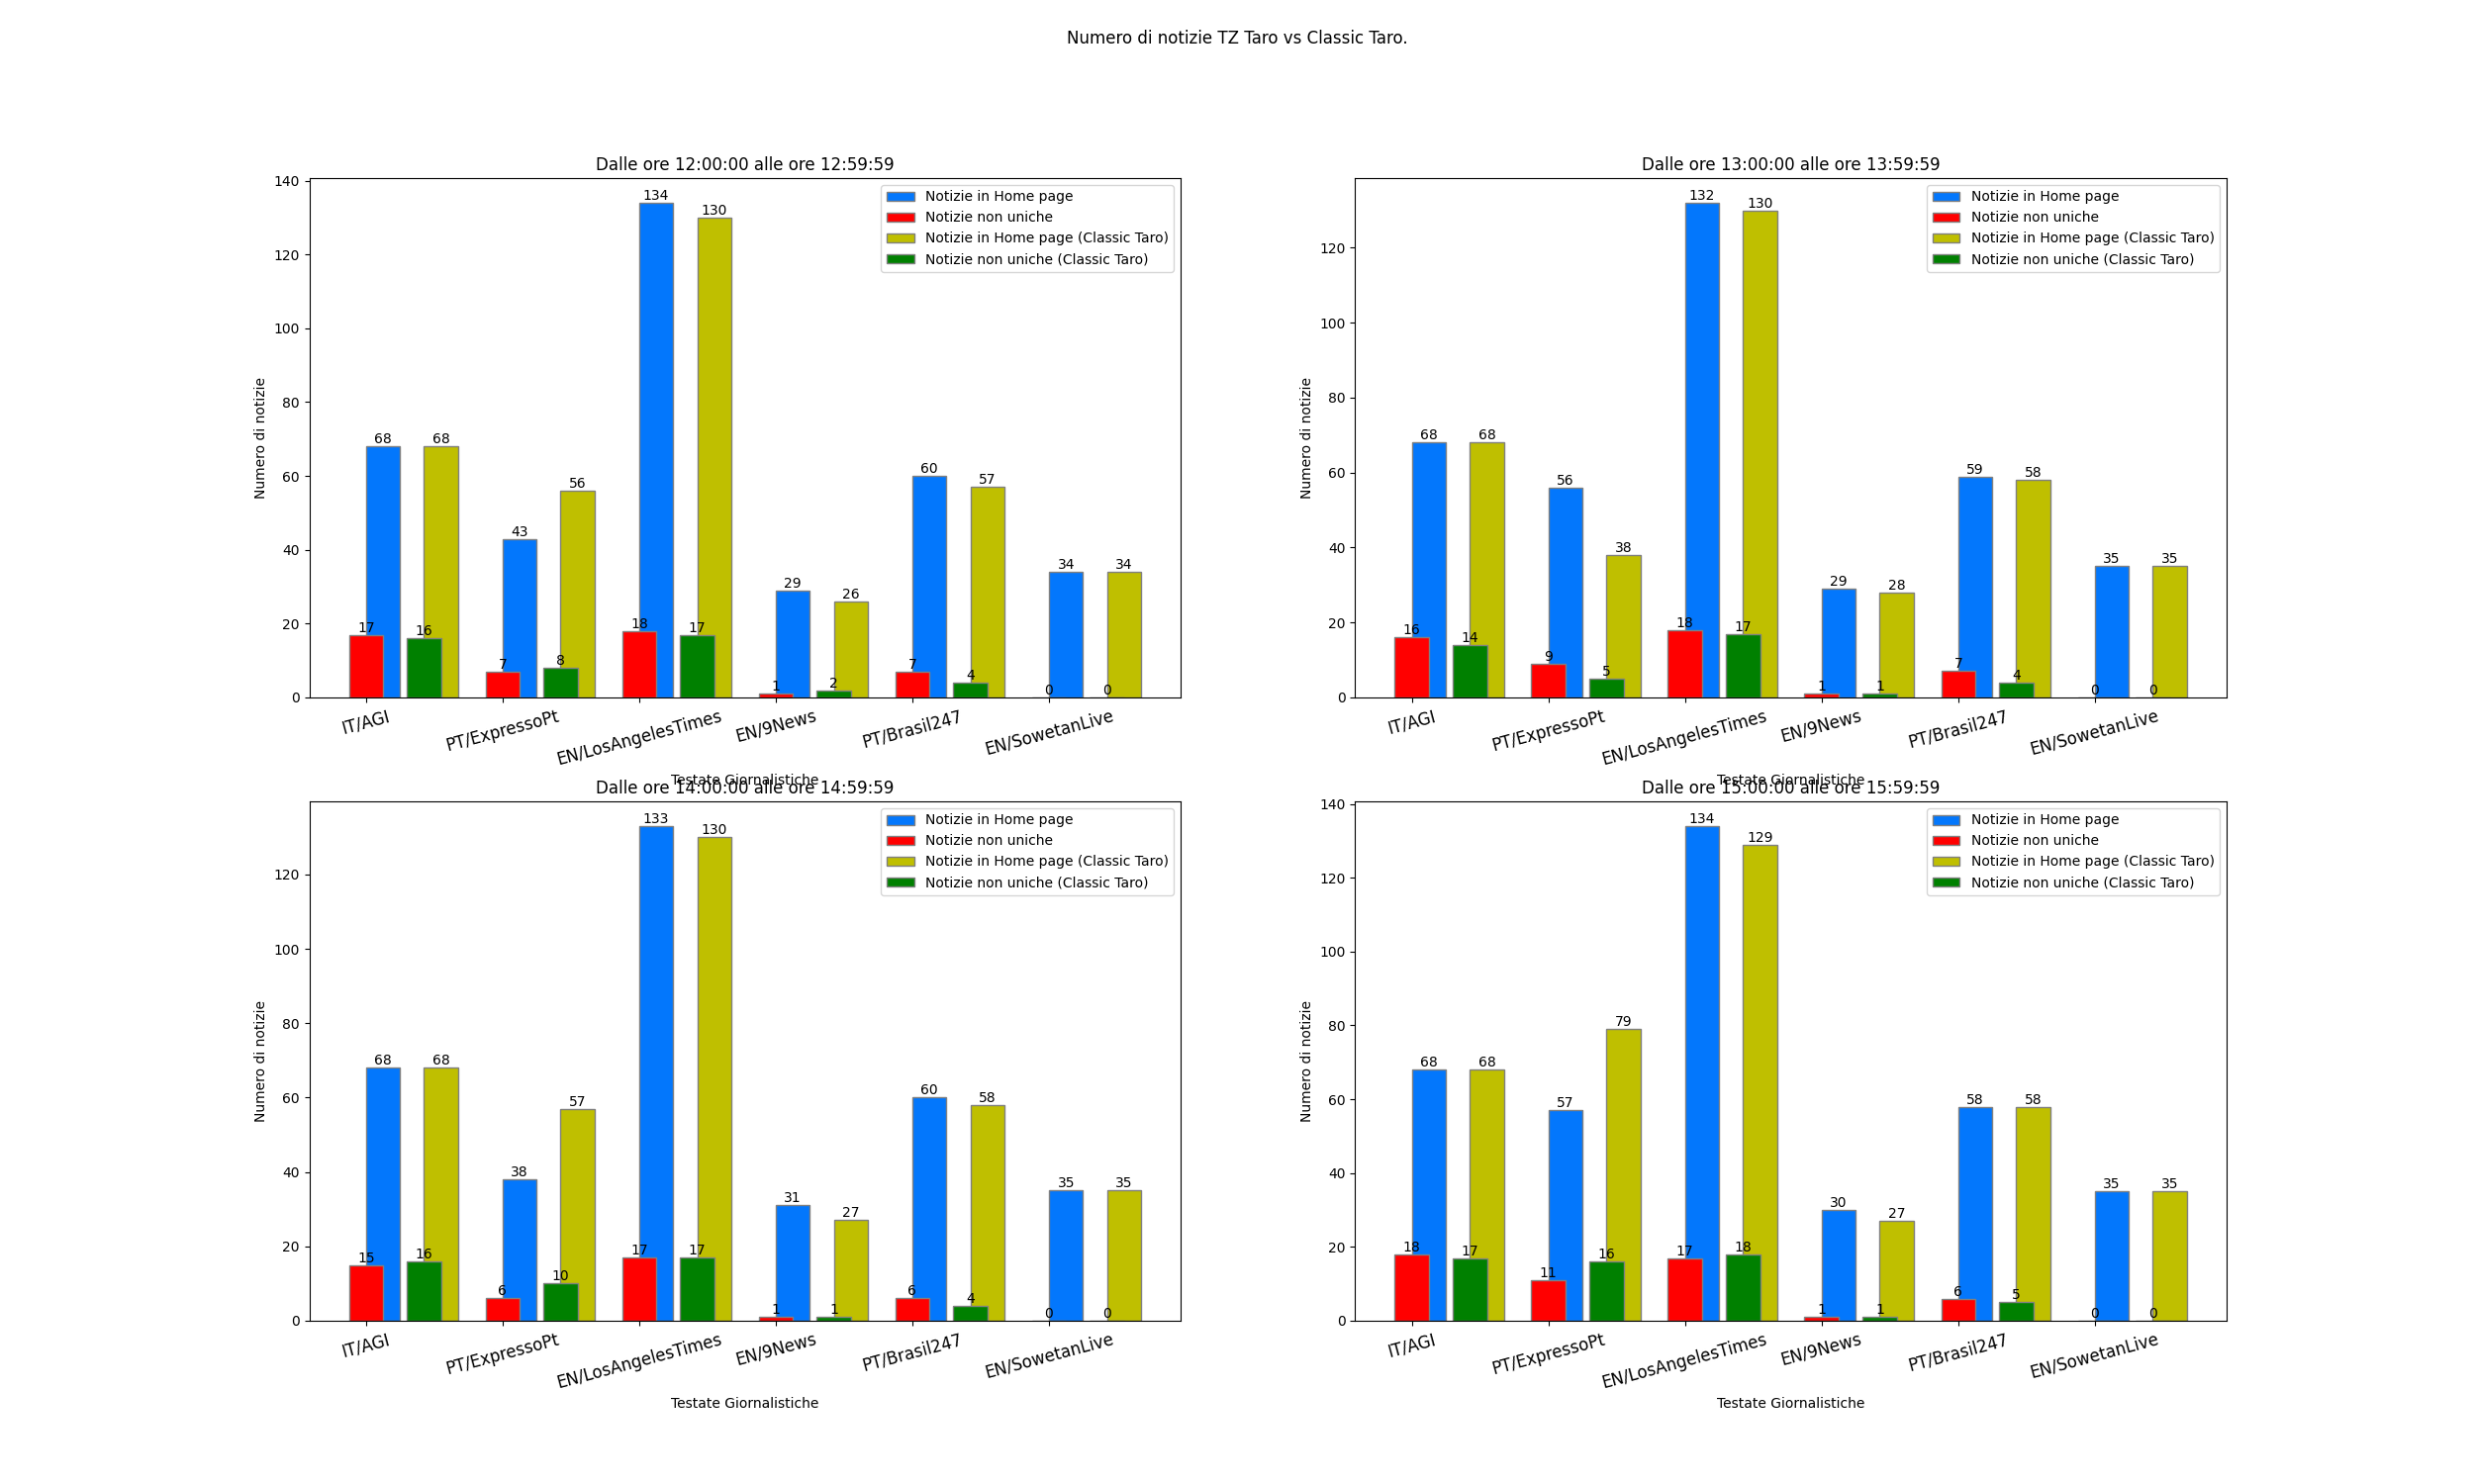 Numero di notizie TZ Taro vs Classic Taro.
Dalle ore 12:00:00 alle ore 12:59:59
Numero di notizie
140
120
100
80
60
40
20
0
Notizie in Home page
Notizie non uniche
Notizie in Home page (Classic Taro)
Notizie non uniche (Classic Taro)
68 43 134 29 60 34
17 7 18 1 7 0
68 56 130 26 57 34
16 8 17 2 4 0
IT/AGI PT/ExpressoPt EN/LosAngelesTimes EN/9News PT/Brasil247 EN/SowetanLive
Testate Giornalistiche
Dalle ore 13:00:00 alle ore 13:59:59
Numero di notizie
120
100
80
60
40
20
0
Notizie in Home page
Notizie non uniche
Notizie in Home page (Classic Taro)
Notizie non uniche (Classic Taro)
68 56 132 29 59 35
16 9 18 1 7 0
68 38 130 28 58 35
14 5 17 1 4 0
IT/AGI PT/ExpressoPt EN/LosAngelesTimes EN/9News PT/Brasil247 EN/SowetanLive
Testate Giornalistiche
Dalle ore 14:00:00 alle ore 14:59:59
Numero di notizie
120
100
80
60
40
20
0
Notizie in Home page
Notizie non uniche
Notizie in Home page (Classic Taro)
Notizie non uniche (Classic Taro)
68 38 133 31 60 35
15 6 17 1 6 0
68 57 130 27 58 35
16 10 17 1 4 0
IT/AGI PT/ExpressoPt EN/LosAngelesTimes EN/9News PT/Brasil247 EN/SowetanLive
Testate Giornalistiche
Dalle ore 15:00:00 alle ore 15:59:59
Numero di notizie
140
120
100
80
60
40
20
0
Notizie in Home page
Notizie non uniche
Notizie in Home page (Classic Taro)
Notizie non uniche (Classic Taro)
68 57 134 30 58 35
18 11 17 1 6 0
68 79 129 27 58 35
17 16 18 1 5 0
IT/AGI PT/ExpressoPt EN/LosAngelesTimes EN/9News PT/Brasil247 EN/SowetanLive
Testate Giornalistiche